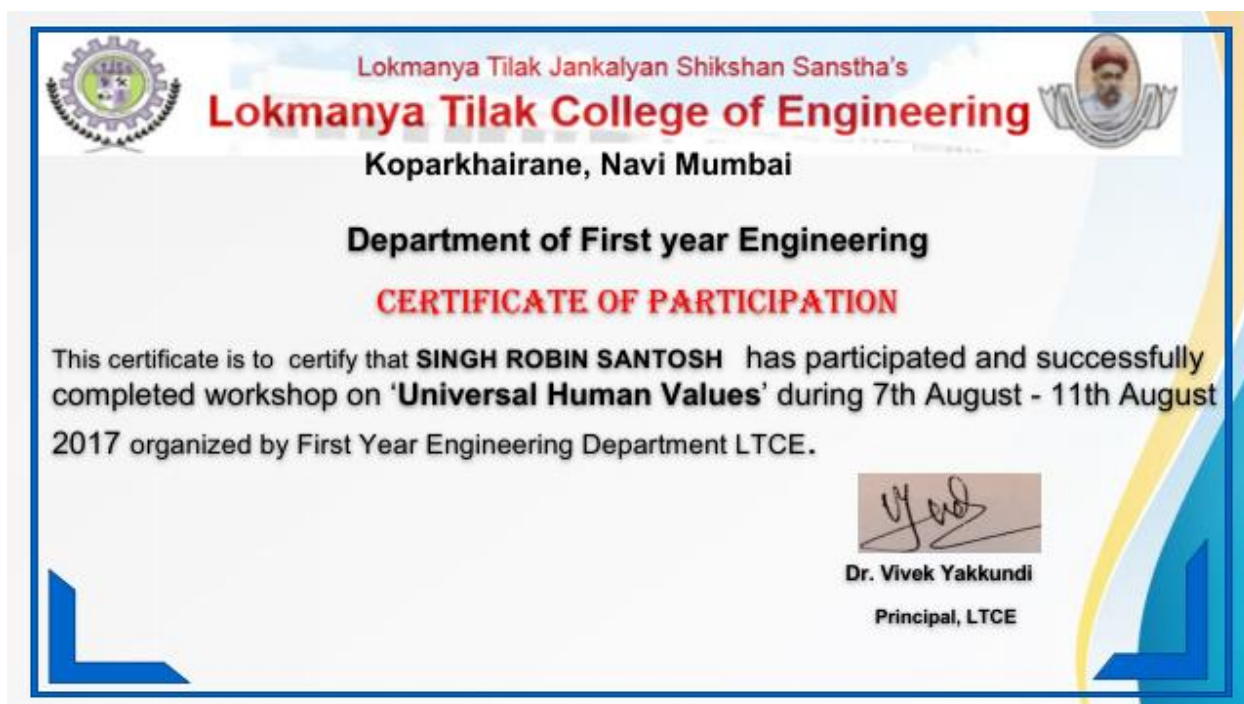 Lokmanya Tilak Jankalyan Shikshan Sanstha's
Lokmanya Tilak College of Engineering
Koparkhairane, Navi Mumbai
Department of First year Engineering
CERTIFICATE OF PARTICIPATION
This certificate is to certify that SINGH ROBIN SANTOSH has participated and successfully
completed workshop on ‘Universal Human Values’ during 7th August - 11th August
2017 organized by First Year Engineering Department LTCE.
Dr. Vivek Yakkundi
Principal, LTCE